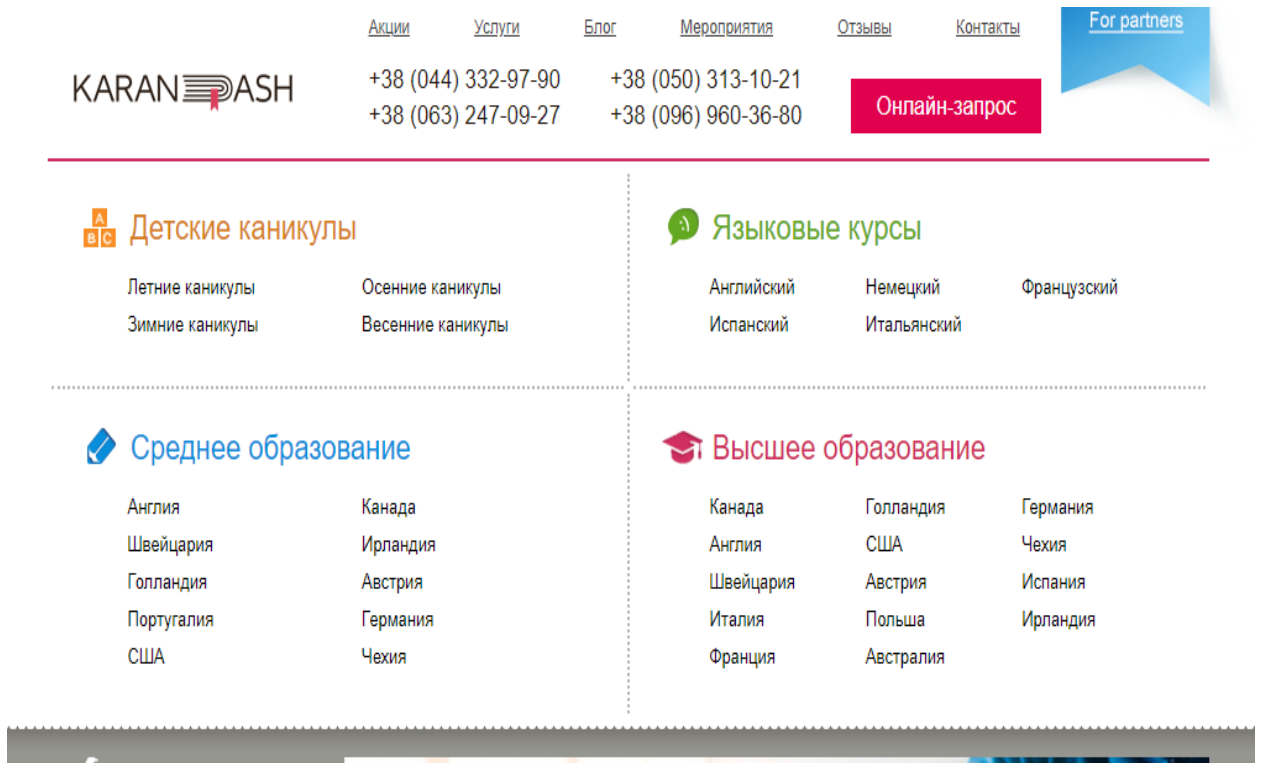 Акции Услуги Блог Мероприятия Отзывы Контакты For partners
KARANDASH
+38 (044) 332-97-90 +38 (050) 313-10-21
+38 (063) 247-09-27 +38 (096) 960-36-80
Онлайн-запрос
A
B C
Детские каникулы
Летние каникулы Осенние каникулы
Зимние каникулы Весенние каникулы
Языковые курсы
Английский Немецкий Французский
Испанский Итальянский
Среднее образование
Англия Канада
Швейцария Ирландия
Голландия Австрия
Португалия Германия
США Чехия
Высшее образование
Канада Голландия Германия
Англия США Чехия
Швейцария Австрия Испания
Италия Польша Ирландия
Франция Австралия